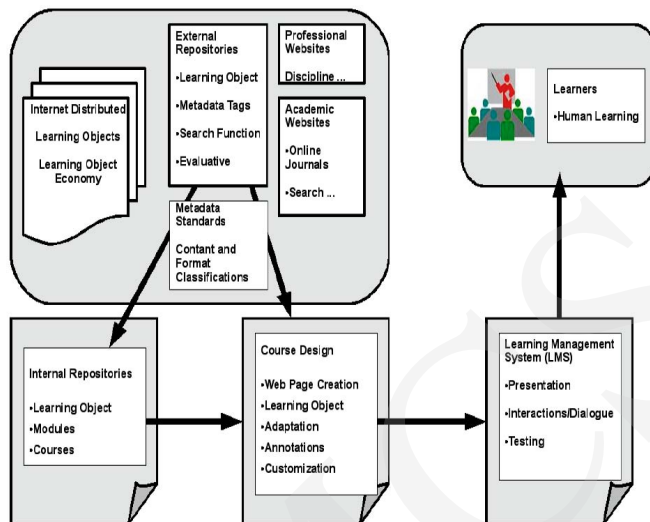 Internet Distributed
Learning Objects
Learning Object
Economy
External
Repositories
•Learning Object
•Metadata Tags
•Search Function
•Evaluative
Professional
Websites
Discipline ...
Academic
Websites
•Online
Journals
•Search ...
Metadata
Standards
Content and
Format
Classifications
Learners
•Human Learning
Internal Repositories
•Learning Object
•Modules
•Courses
Course Design
•Web Page Creation
•Learning Object
•Adaptation
•Annotations
•Customization
Learning Management
System (LMS)
•Presentation
•Interactions/Dialogue
•Testing